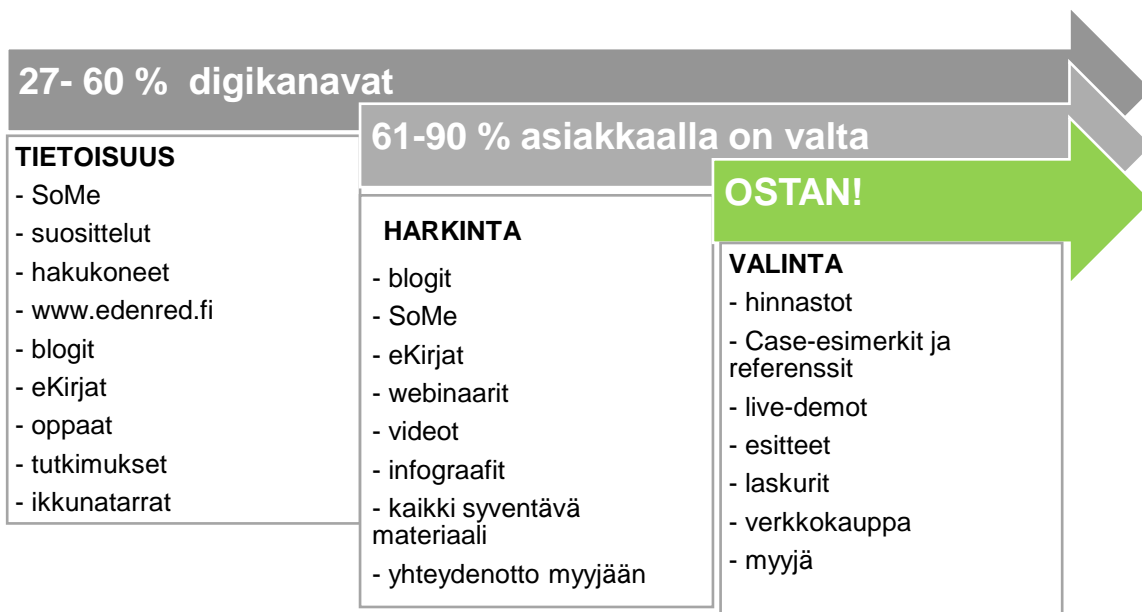 27- 60 % digikanavat
TIETOISUUS
- SoMe
- suosittelut
- hakukoneet
- www.edenred.fi
- blogit
- eKirjat
- oppaat
- tutkimukset
- ikkunatarrat
61-90 % asiakkaalla on valta
HARKINTA
- blogit
- SoMe
- eKirjat
- webinaarit
- videot
- infograafit
- kaikki syventävä
materiaali
- yhteydenotto myyjään
OSTAN!
VALINTA
- hinnastot
- Case-esimerkit ja
referenssit
- live-demot
- esitteet
- laskurit
- verkkokauppa
- myyjä